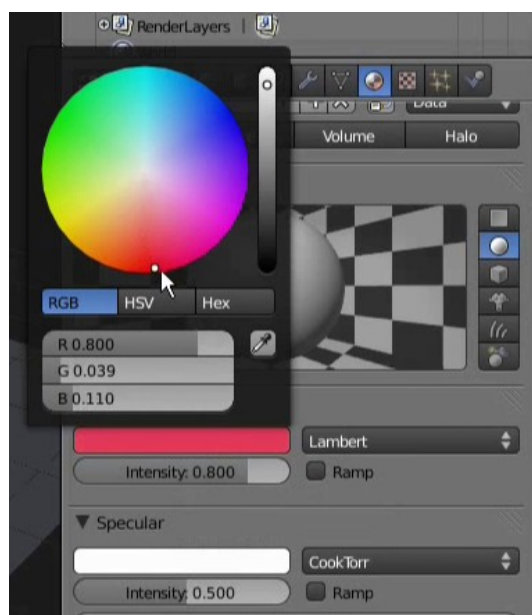 RenderLayers |
Data
Volume Halo
RGB HSV Hex
R 0.800
G 0.039
B 0.110
Lambert
Intensity: 0.800 Ramp
Specular
CookTorr
Intensity: 0.500 Ramp